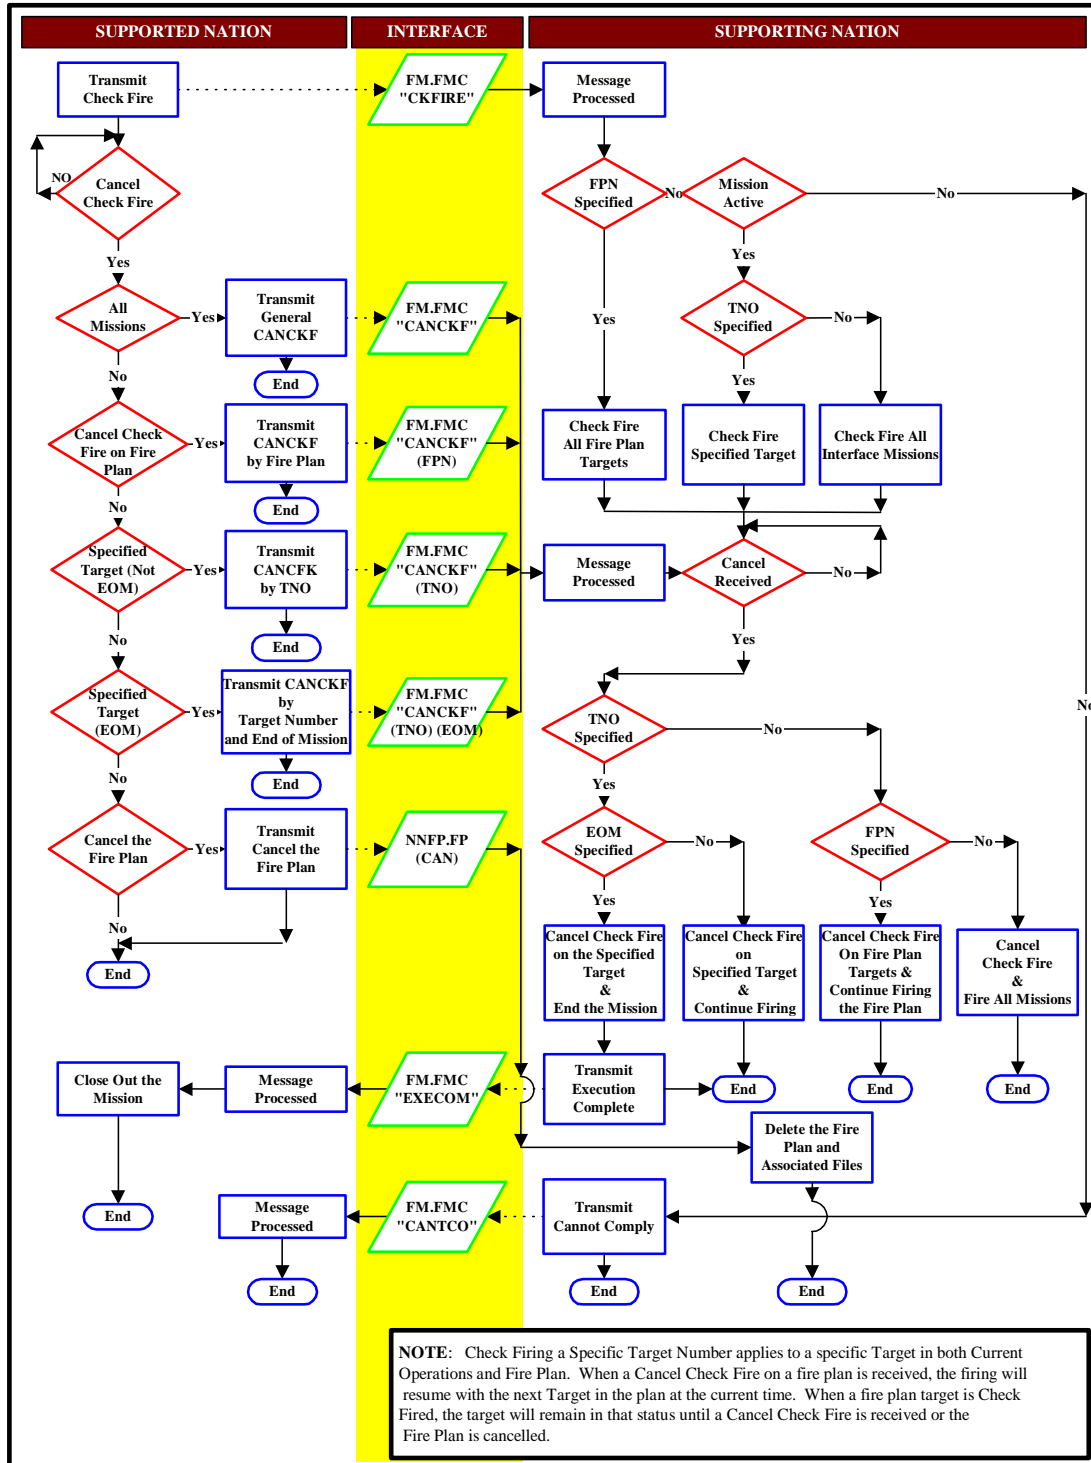 SUPPORTED NATION
INTERFACE
SUPPORTING NATION
Transmit
Check Fire
FM.FMC
"CKFIRE"
Message
Processed
NO
Cancel
Check Fire
FPN
Specified
No
Mission
Active
No
Yes
Yes
All
Missions
Yes
Transmit
General
CANCKF
FM.FMC
"CANCKF"
Yes
TNO
Specified
No
No
End
Yes
Cancel Check
Fire on Fire
Plan
Yes
Transmit
CANCKF
by Fire Plan
FM.FMC
"CANCKF"
(FPN)
Check Fire
All Fire Plan
Targets
Check Fire
Specified Target
Check Fire All
Interface Missions
No
End
Specified
Target (Not
EOM)
Yes
Transmit
CANCFK
by TNO
FM.FMC
"CANCKF"
(TNO)
Message
Processed
Cancel
Received
No
No
End
Yes
Specified
Target
(EOM)
Yes
Transmit CANCKF
by
Target Number
and End of Mission
FM.FMC
"CANCKF"
(TNO) (EOM)
TNO
Specified
No
No
No
End
Yes
Cancel the
Fire Plan
Yes
Transmit
Cancel the
Fire Plan
NNFP.FP
(CAN)
EOM
Specified
No
FPN
Specified
No
Yes
Yes
No
End
Cancel Check Fire
on the Specified
Target
&
End the Mission
Cancel Check Fire
on
Specified Target
&
Continue Firing
Cancel Check Fire
On Fire Plan
Targets &
Continue Firing
the Fire Plan
Cancel
Check Fire
&
Fire All Missions
Close Out the
Mission
Message
Processed
FM.FMC
"EXECOM"
Transmit
Execution
Complete
End
End
End
Delete the Fire
Plan and
Associated Files
End
Message
Processed
FM.FMC
"CANTCO"
Transmit
Cannot Comply
End
End
End
NOTE: Check Firing a Specific Target Number applies to a specific Target in both Current
Operations and Fire Plan. When a Cancel Check Fire on a fire plan is received, the firing will
resume with the next Target in the plan at the current time. When a fire plan target is Check
Fired, the target will remain in that status until a Cancel Check Fire is received or the
Fire Plan is cancelled.